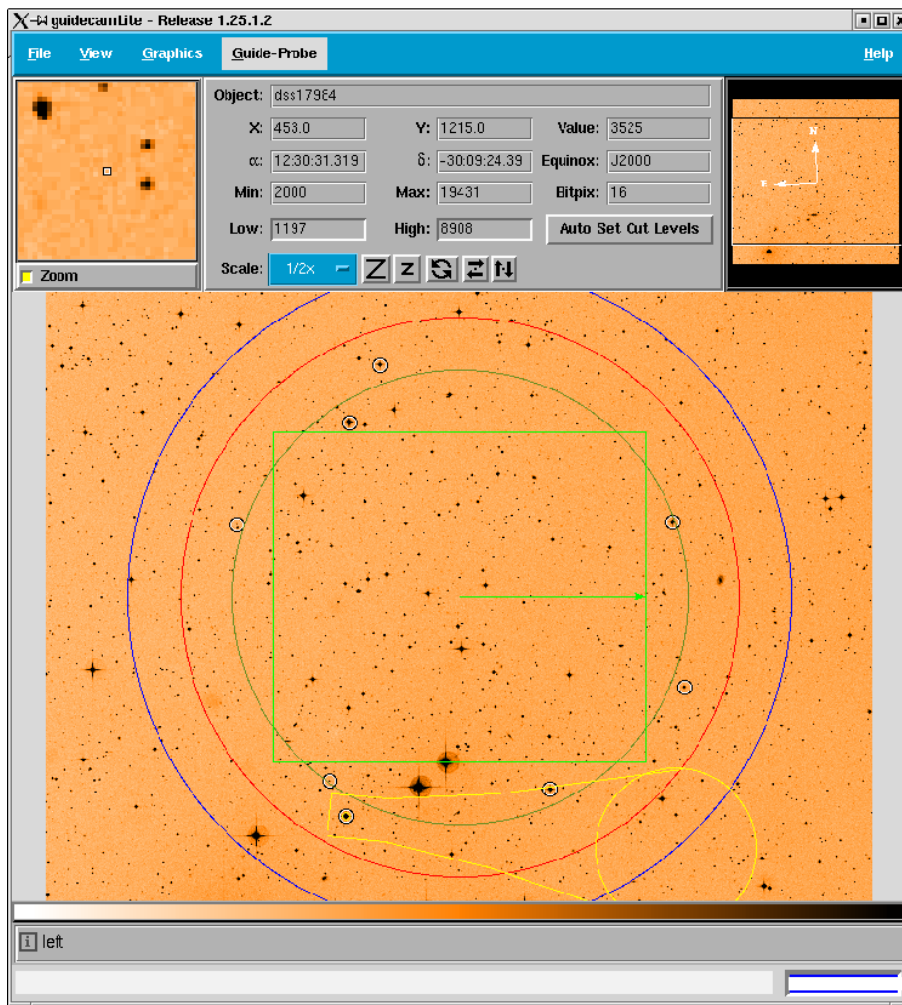 guidecamLite - Release 1.25.1.2
File View Graphics Guide-Probe Help
Object: dss17984
X: 453.0 Y: 1215.0 Value: 3525
α: 12:30:31.319 δ: -30:09:24.39 Equinox: J2000
Min: 2000 Max: 19431 Bitpix: 16
Low: 1197 High: 8908 Auto Set Cut Levels
Scale: 1/2x Z z
Zoom
N
E
i left